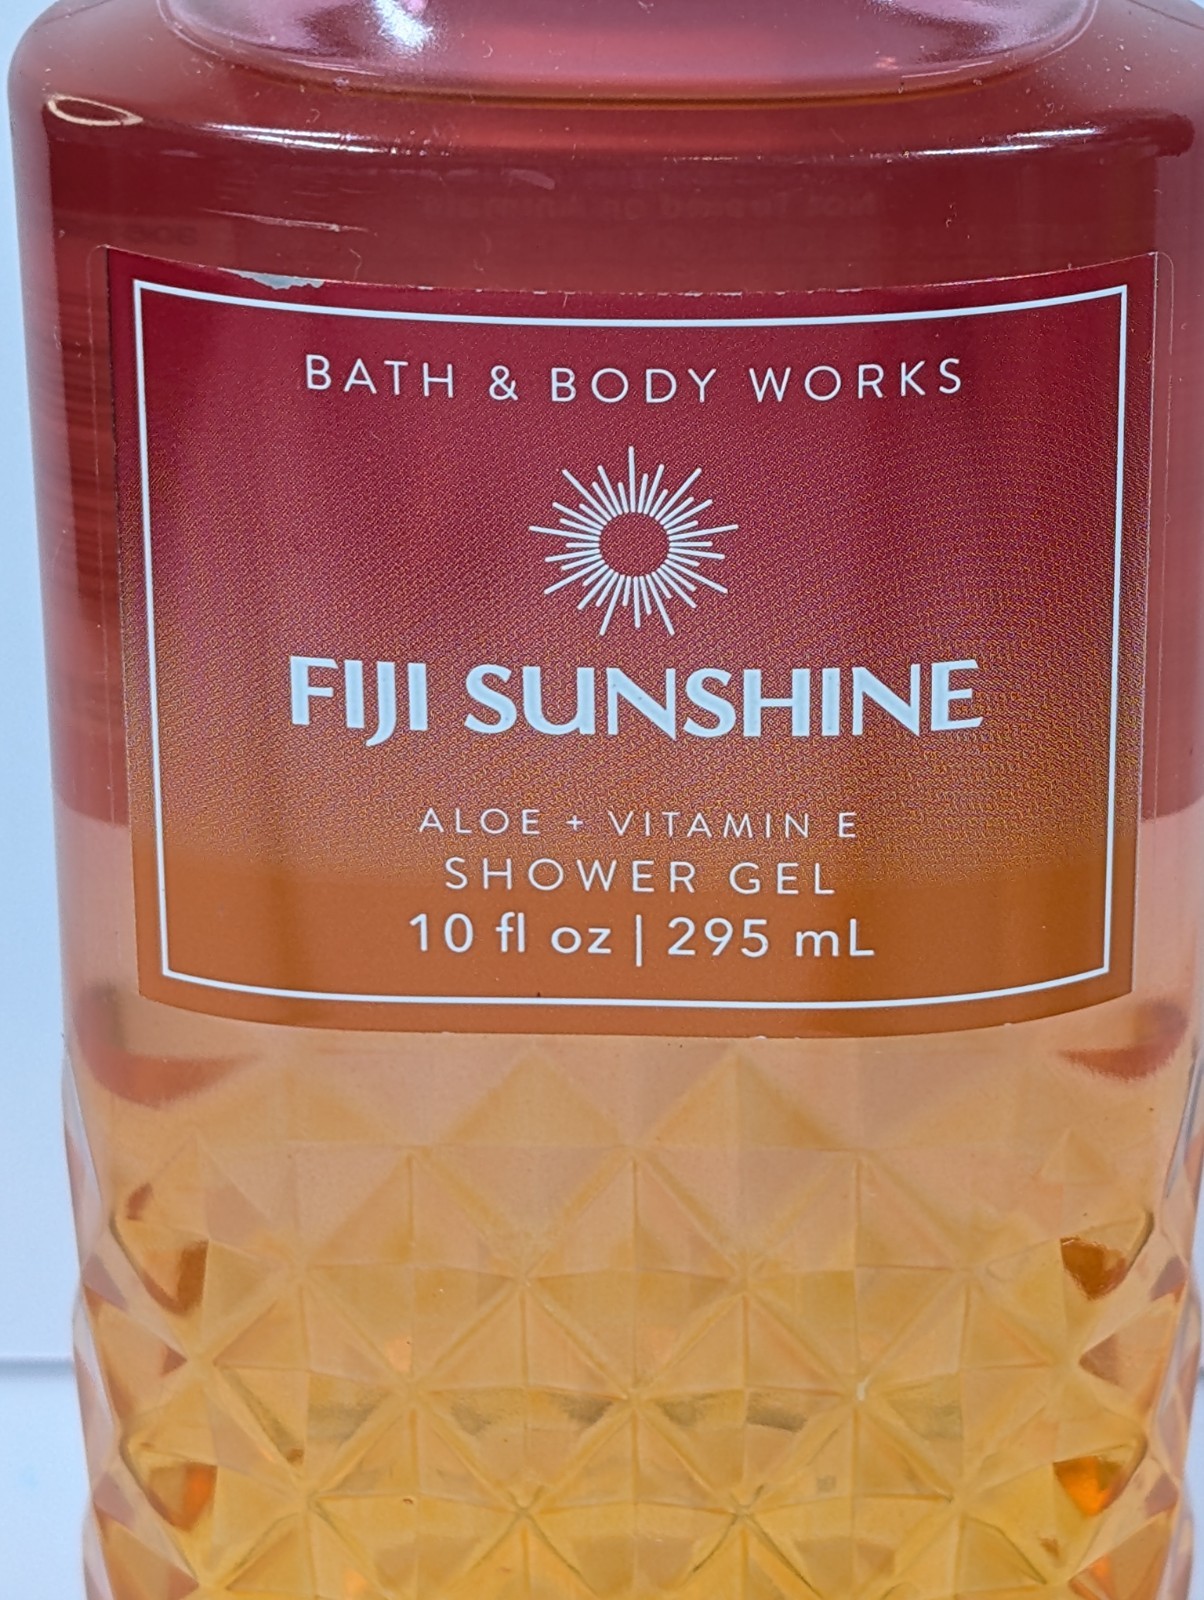 BATH & BODY WORKS
FIJI SUNSHINE
ALOE + VITAMIN E
SHOWER GEL
10 fl oz | 295 mL